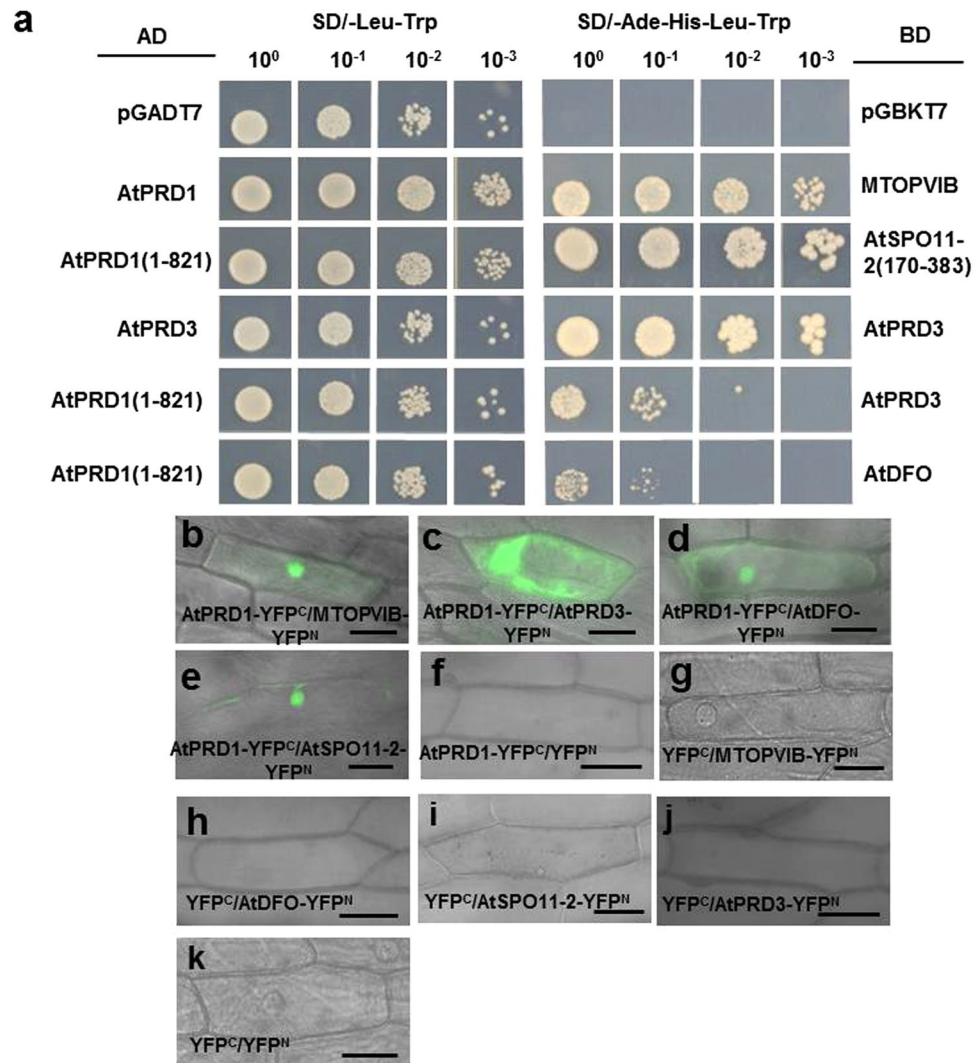 a
AD
SD/-Leu-Trp
SD/-Ade-His-Leu-Trp
BD
10⁰ 10⁻¹ 10⁻² 10⁻³ 10⁰ 10⁻¹ 10⁻² 10⁻³
pGADT7 pGBKT7
AtPRD1 MTOPVIB
AtPRD1(1-821) AtSPO11-
2(170-383)
AtPRD3 AtPRD3
AtPRD1(1-821) AtPRD3
AtPRD1(1-821) AtDFO
b
AtPRD1-YFPᶜ/MTOPVIB-
YFPᴺ
c
AtPRD1-YFPᶜ/AtPRD3-
YFPᴺ
d
AtPRD1-YFPᶜ/AtDFO-
YFPᴺ
e
AtPRD1-YFPᶜ/AtSPO11-2-
YFPᴺ
f
AtPRD1-YFPᶜ/YFPᴺ
g
YFPᶜ/MTOPVIB-YFPᴺ
h
YFPᶜ/AtDFO-YFPᴺ
i
YFPᶜ/AtSPO11-2-YFPᴺ
j
YFPᶜ/AtPRD3-YFPᴺ
k
YFPᶜ/YFPᴺ